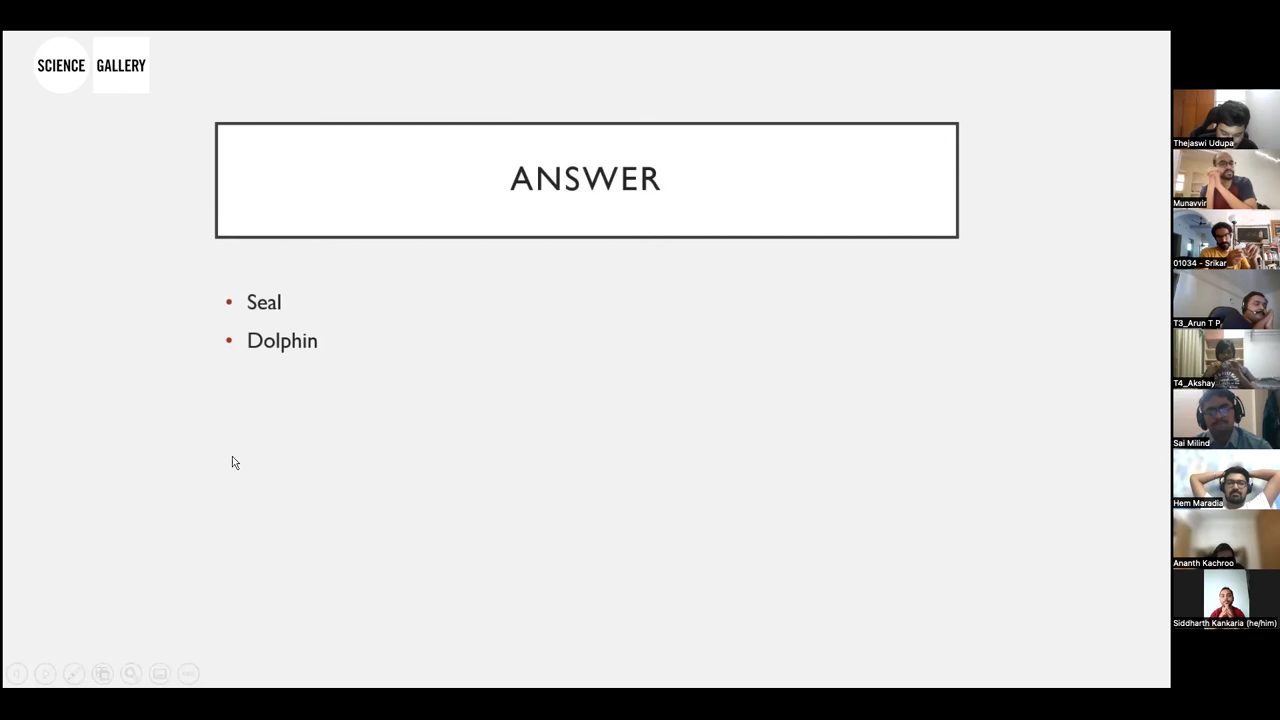 SCIENCE GALLERY
ANSWER
• Seal
• Dolphin
Thejaswi Udupa
Munavvir
01034 - Srikar
T3_Arun T P
T4_Akshay
Sai Milind
Hem Maradia
Ananth Kachroo
Siddharth Kankaria (he/him)